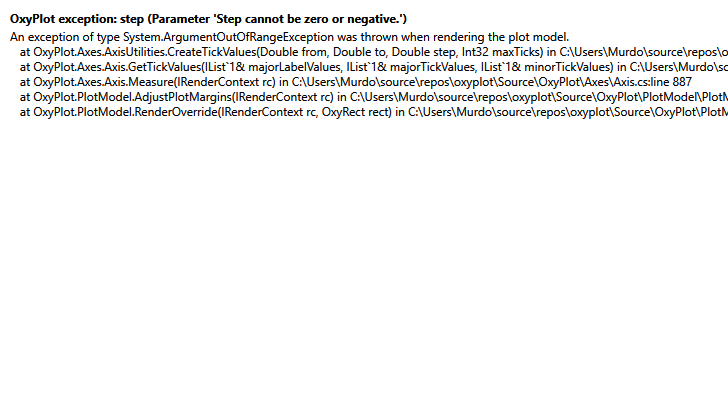 OxyPlot exception: step (Parameter 'Step cannot be zero or negative.')
An exception of type System.ArgumentOutOfRangeException was thrown when rendering the plot model.
at OxyPlot.Axes.AxisUtilities.CreateTickValues(Double from, Double to, Double step, Int32 maxTicks) in C:\Users\Murdo\source\repos\o
at OxyPlot.Axes.Axis.GetTickValues(IList`1& majorLabelValues, IList`1& majorTickValues, IList`1& minorTickValues) in C:\Users\Murdo\so
at OxyPlot.Axes.Axis.Measure(IRenderContext rc) in C:\Users\Murdo\source\repos\oxyplot\Source\OxyPlot\Axes\Axis.cs:line 887
at OxyPlot.PlotModel.AdjustPlotMargins(IRenderContext rc) in C:\Users\Murdo\source\repos\oxyplot\Source\OxyPlot\PlotModel\PlotM
at OxyPlot.PlotModel.RenderOverride(IRenderContext rc, OxyRect rect) in C:\Users\Murdo\source\repos\oxyplot\Source\OxyPlot\PlotM